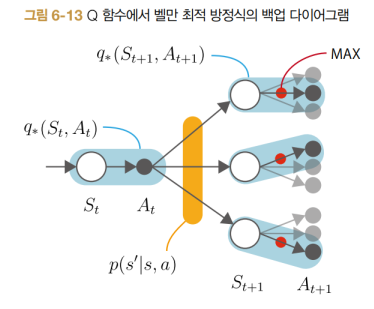 그림 6-13 Q 함수에서 벨만 최적 방정식의 백업 다이어그램
q_*(S_{t+1}, A_{t+1})
MAX
q_*(S_t, A_t)
S_t A_t
p(s'|s, a)
S_{t+1} A_{t+1}